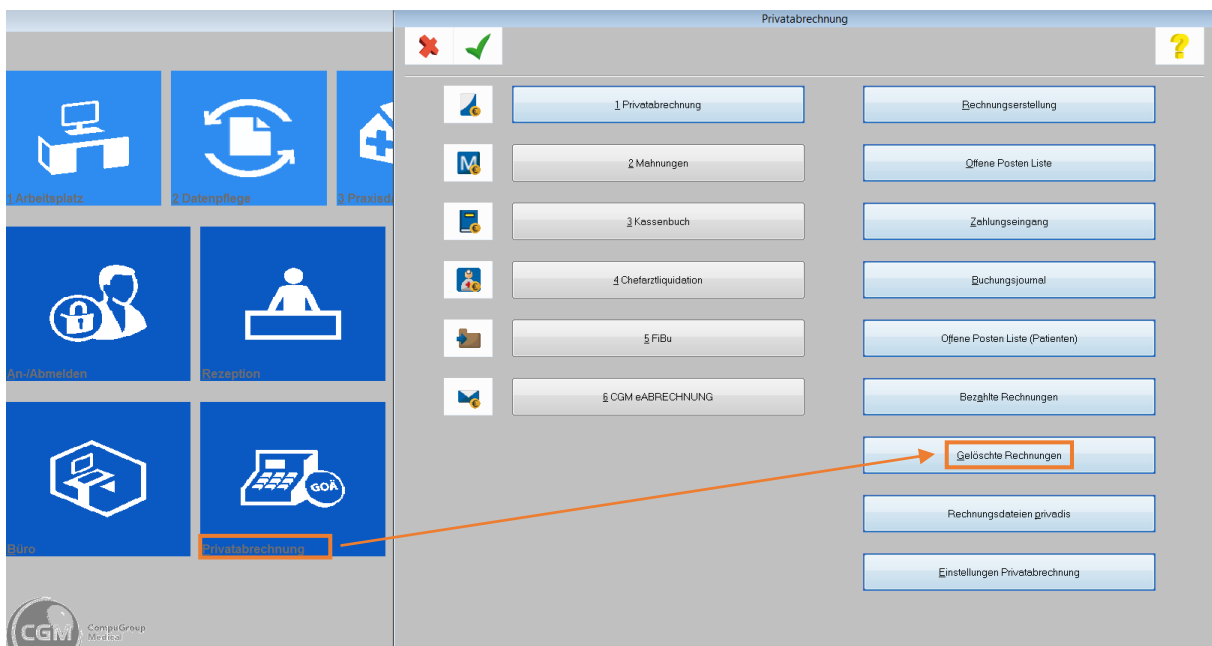 Privatabrechnung
?
1 Privatabrechnung
2 Mahnungen
3 Kassenbuch
4 Chefarztliquidation
5 FiBu
6 CGM eABRECHNUNG
Rechnungserstellung
Offene Posten Liste
Zahlungseingang
Buchungsjournal
Offene Posten Liste (Patienten)
Bezahlte Rechnungen
Gelöschte Rechnungen
Rechnungsdateien privadis
Einstellungen Privatabrechnung
M
1 Arbeitsplatz
2 Datenpflege
3 Praxisd
An-/Abmelden
Rezeption
GOÄ
Büro
Privatabrechnung
CGM
CompuGroup
Medical